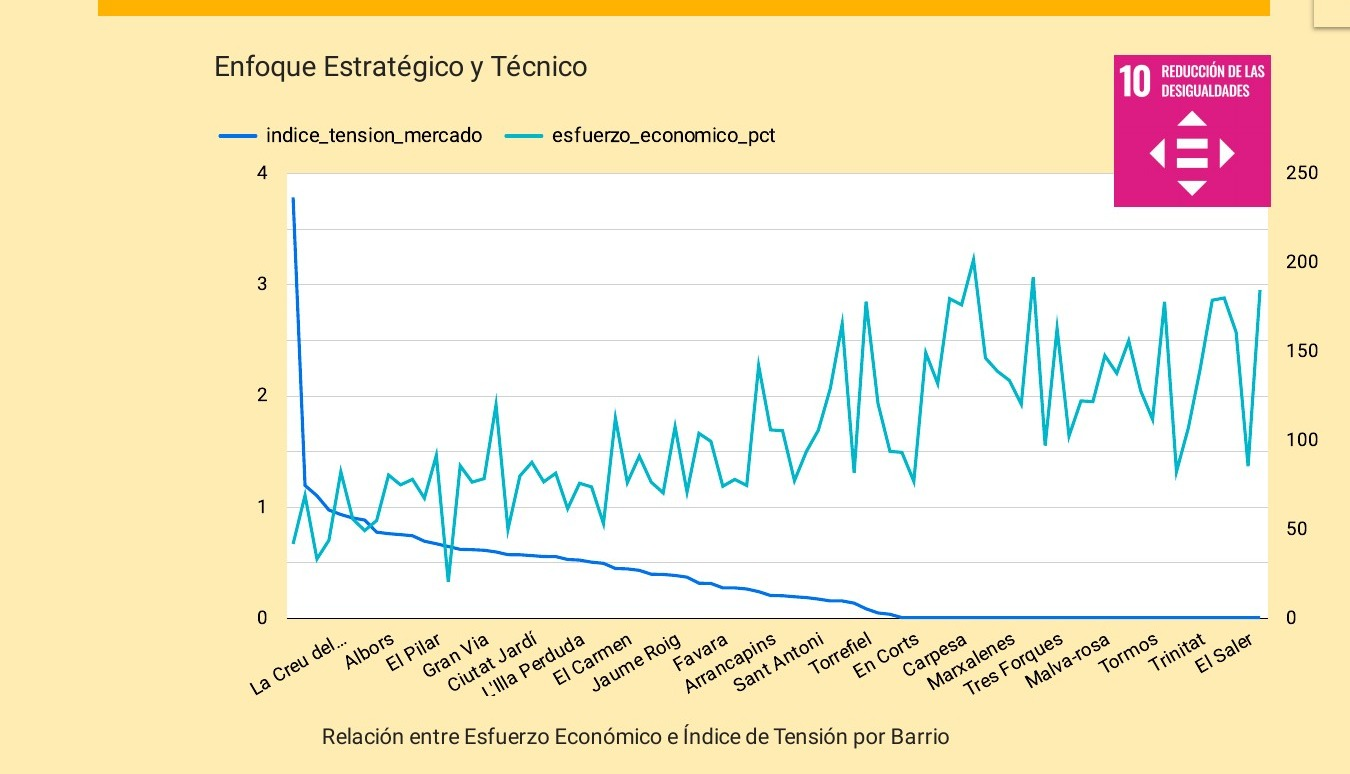 Enfoque Estratégico y Técnico
10 REDUCCIÓN DE LAS
DESIGUALDADES
indice_tension_mercado esfuerzo_economico_pct
4
3
2
1
0
250
200
150
100
50
0
La Creu del...
Albors
El Pilar
Gran Via
Ciutat Jardí
L'Illa Perduda
El Carmen
Jaume Roig
Favara
Arrancapins
Sant Antoni
Torrefiel
En Corts
Carpesa
Marxalenes
Tres Forques
Malva-rosa
Tormos
Trinitat
El Saler
Relación entre Esfuerzo Económico e Índice de Tensión por Barrio